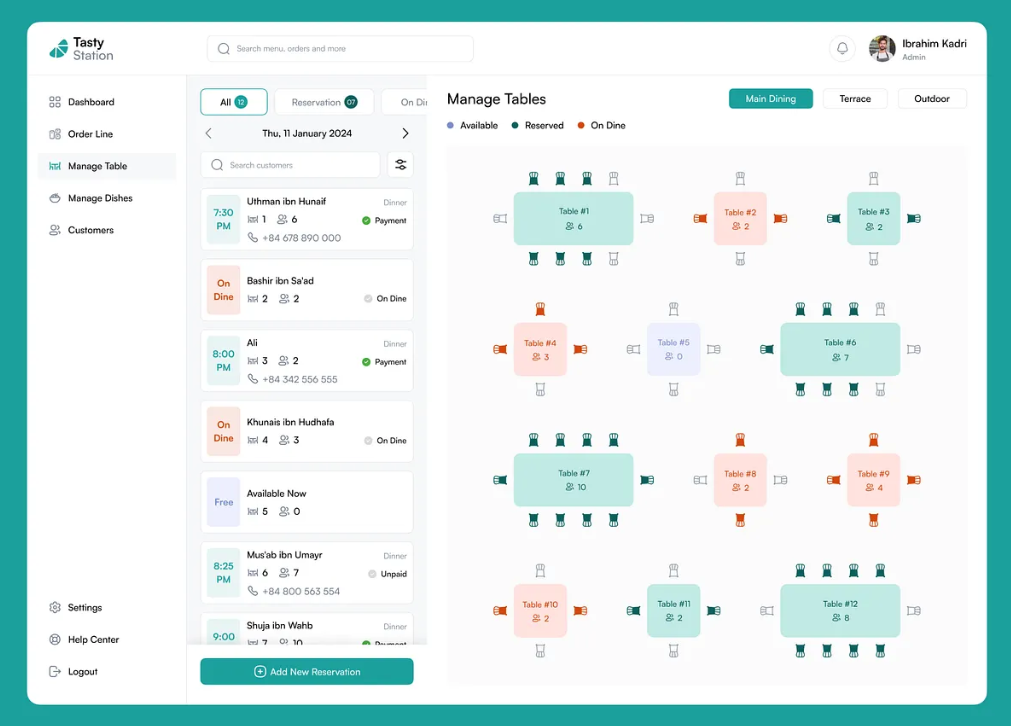 Tasty
Station
Search menu, orders and more
Ibrahim Kadri
Admin
Dashboard
Order Line
Manage Table
Manage Dishes
Customers
Settings
Help Center
Logout
All 12
Reservation 07
On Di
Thu, 11 January 2024
Search customers
7:30
PM
Uthman ibn Hunaif
Dinner
1 6
Payment
+84 678 890 000
On
Dine
Bashir ibn Sa'ad
2 2
On Dine
8:00
PM
Ali
Dinner
3 2
Payment
+84 342 556 555
On
Dine
Khunais ibn Hudhafa
4 3
On Dine
Free
Available Now
5 0
8:25
PM
Mus'ab ibn Umayr
Dinner
6 7
Unpaid
+84 800 563 554
9:00
Shuja ibn Wahb
Dinner
7 10
Payment
Add New Reservation
Manage Tables
Main Dining
Terrace
Outdoor
Available
Reserved
On Dine
Table #1
6
Table #2
2
Table #3
2
Table #4
3
Table #5
0
Table #6
7
Table #7
10
Table #8
2
Table #9
4
Table #10
2
Table #11
2
Table #12
8